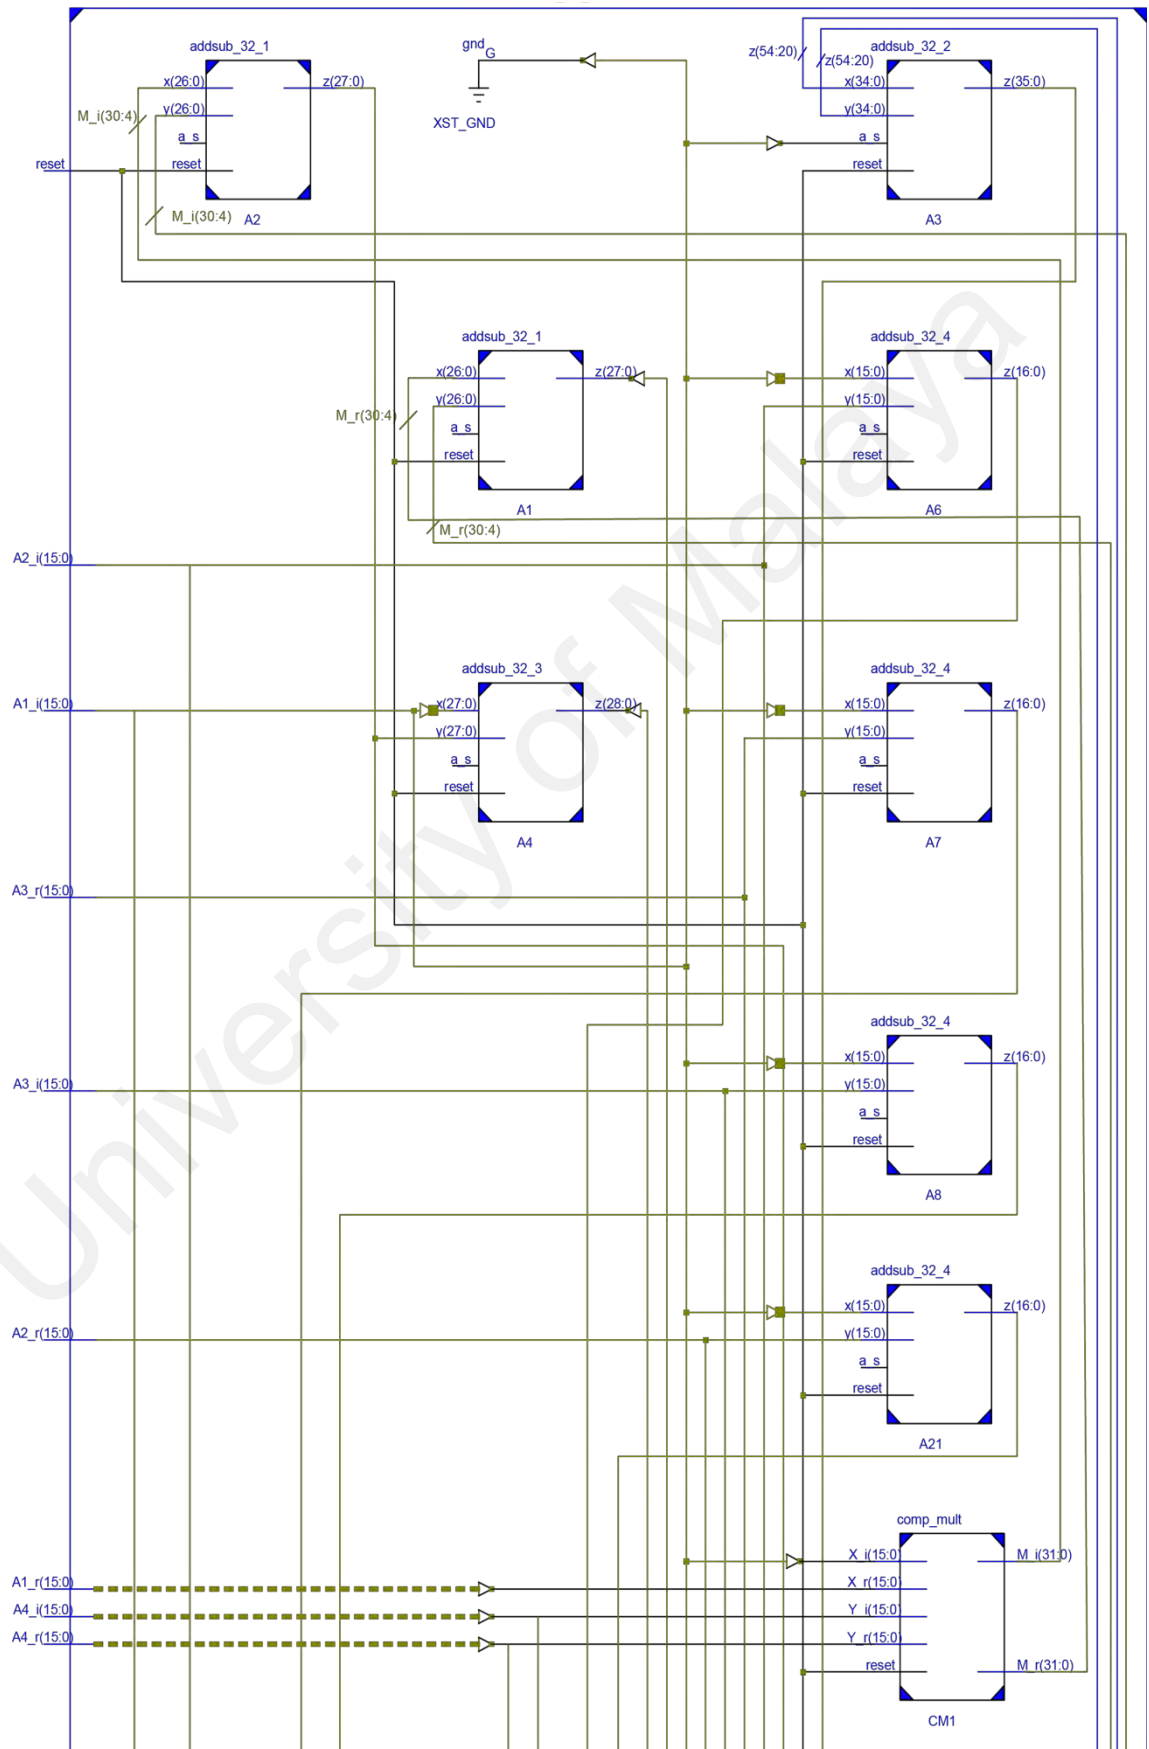 addsub_32_1
x(26:0)
z(27:0)
y(26:0)
M_i(30:4)
a_s
reset
reset
M_i(30:4)
A2
gnd
G
XST_GND
z(54:20)
z(54:20)
addsub_32_2
x(34:0)
z(35:0)
y(34:0)
a_s
reset
A3
addsub_32_1
x(26:0)
z(27:0)
y(26:0)
M_r(30:4)
a_s
reset
A1
M_r(30:4)
addsub_32_4
x(15:0)
z(16:0)
y(15:0)
a_s
reset
A6
A2_i(15:0)
addsub_32_3
A1_i(15:0)
x(27:0)
z(28:0)
y(27:0)
a_s
reset
A4
addsub_32_4
x(15:0)
z(16:0)
y(15:0)
a_s
reset
A7
A3_r(15:0)
addsub_32_4
x(15:0)
z(16:0)
A3_i(15:0)
y(15:0)
a_s
reset
A8
addsub_32_4
x(15:0)
z(16:0)
A2_r(15:0)
y(15:0)
a_s
reset
A21
comp_mult
X_i(15:0)
M_i(31:0)
A1_r(15:0)
X_r(15:0)
A4_i(15:0)
Y_i(15:0)
A4_r(15:0)
Y_r(15:0)
reset
M_r(31:0)
CM1
University of Malaya